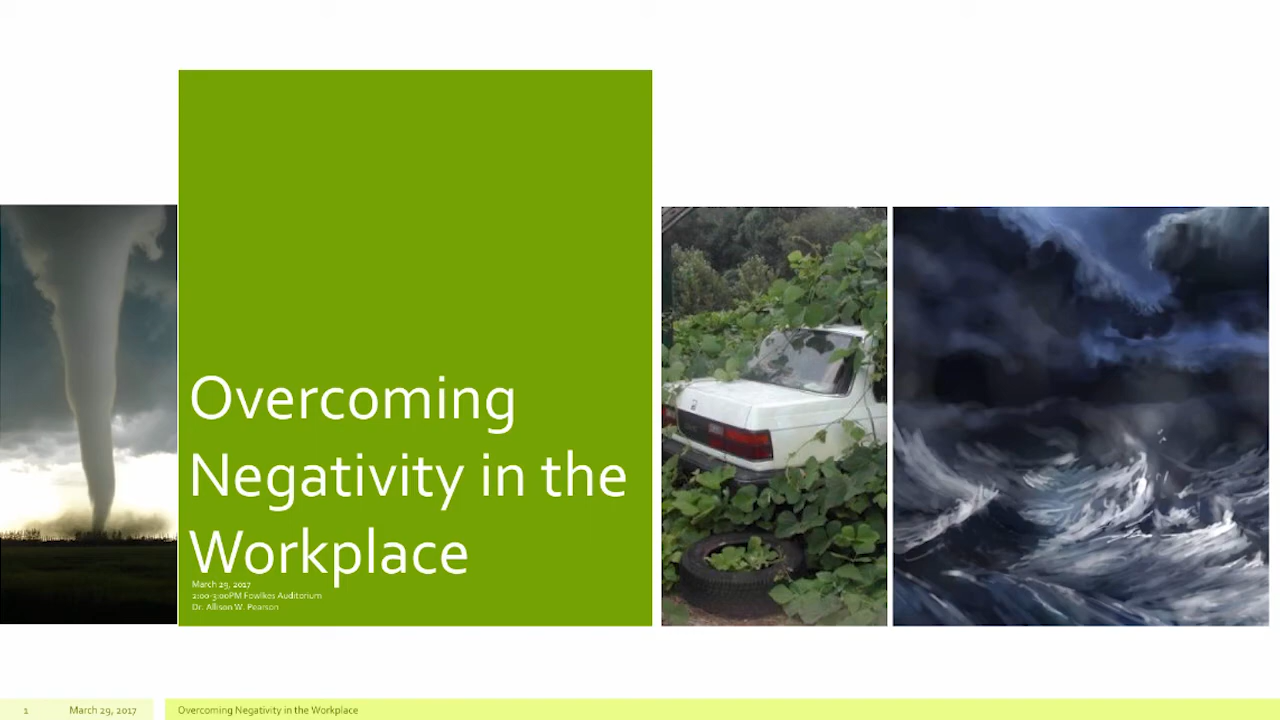 Overcoming
Negativity in the
Workplace
March 29, 2017
2:00-3:00PM Fowlkes Auditorium
Dr. Allison W. Pearson
1 March 29, 2017 Overcoming Negativity in the Workplace